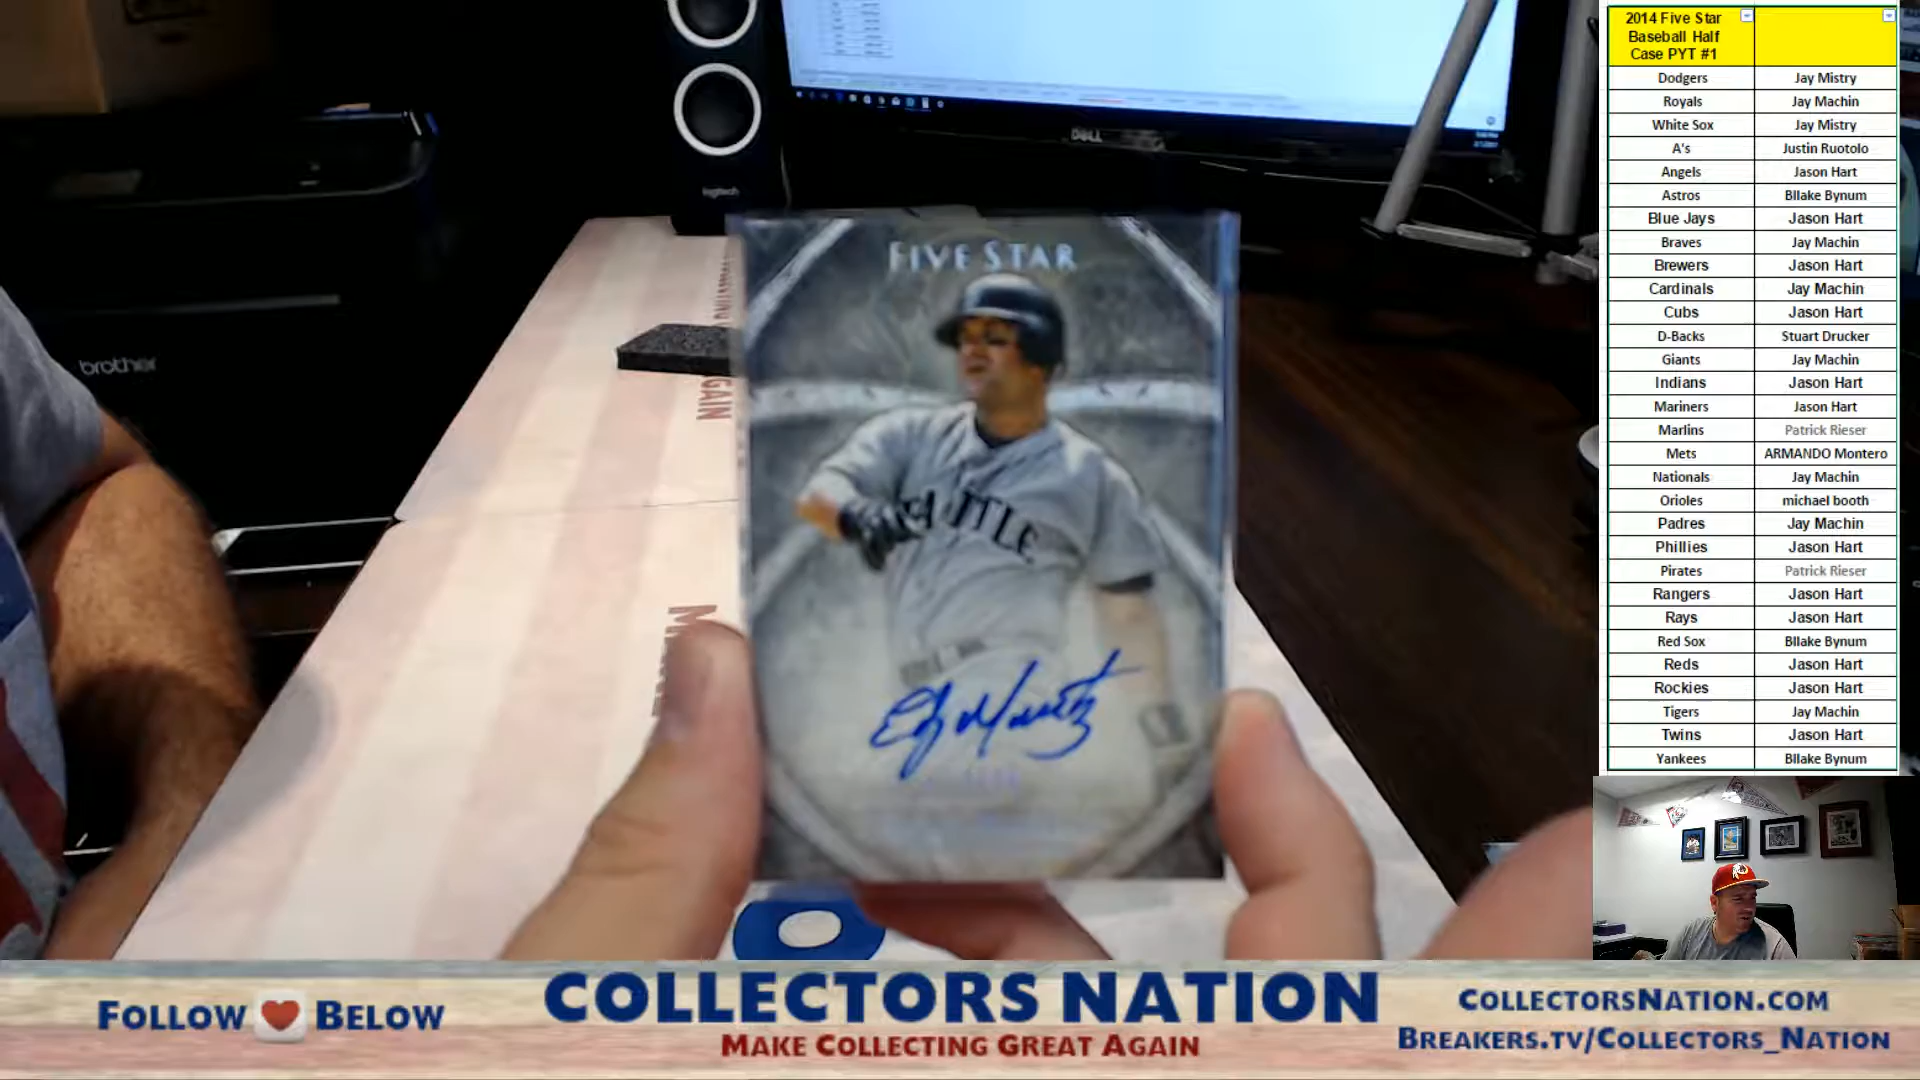 2014 Five Star
Baseball Half
Case PYT #1
Dodgers Jay Mistry
Royals Jay Machin
White Sox Jay Mistry
A's Justin Ruotolo
Angels Jason Hart
Astros Bllake Bynum
Blue Jays Jason Hart
Braves Jay Machin
Brewers Jason Hart
Cardinals Jay Machin
Cubs Jason Hart
D-Backs Stuart Drucker
Giants Jay Machin
Indians Jason Hart
Mariners Jason Hart
Marlins Patrick Rieser
Mets ARMANDO Montero
Nationals Jay Machin
Orioles michael booth
Padres Jay Machin
Phillies Jason Hart
Pirates Patrick Rieser
Rangers Jason Hart
Rays Jason Hart
Red Sox Bllake Bynum
Reds Jason Hart
Rockies Jason Hart
Tigers Jay Machin
Twins Jason Hart
Yankees Bllake Bynum
DELL
logitech
brother
FIVE STAR
SEATTLE
AGAIN
FOLLOW BELOW
COLLECTORS NATION
MAKE COLLECTING GREAT AGAIN
COLLECTORSNATION.COM
BREAKERS.TV/COLLECTORS_NATION